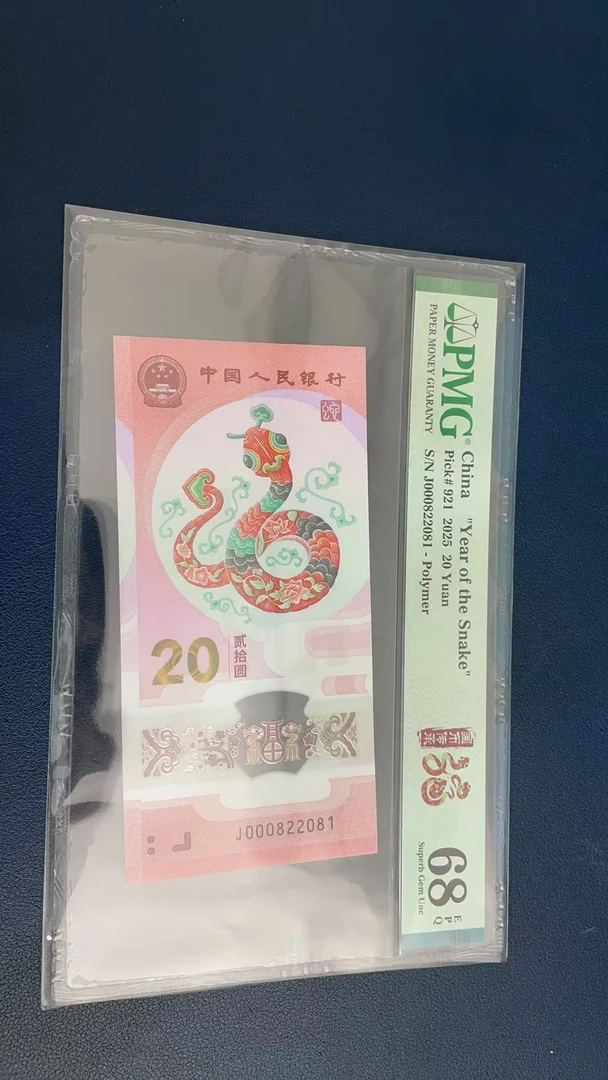 中国人民银行
20
贰拾圆
J000822081
PMG®
PAPER MONEY GUARANTY
China "Year of the Snake"
Pick# 921 2025 20 Yuan
S/N J000822081 - Polymer
68 EPQ
Superb Gem Unc